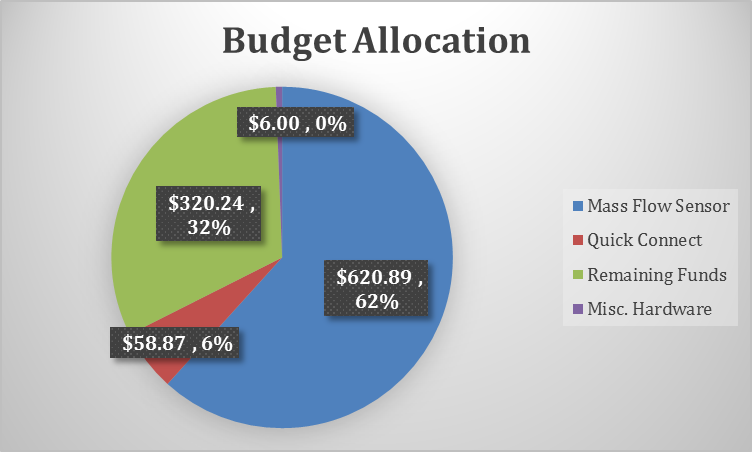 Budget Allocation
$6.00 , 0%
$320.24 ,
32%
$620.89 ,
62%
$58.87 , 6%
Mass Flow Sensor
Quick Connect
Remaining Funds
Misc. Hardware